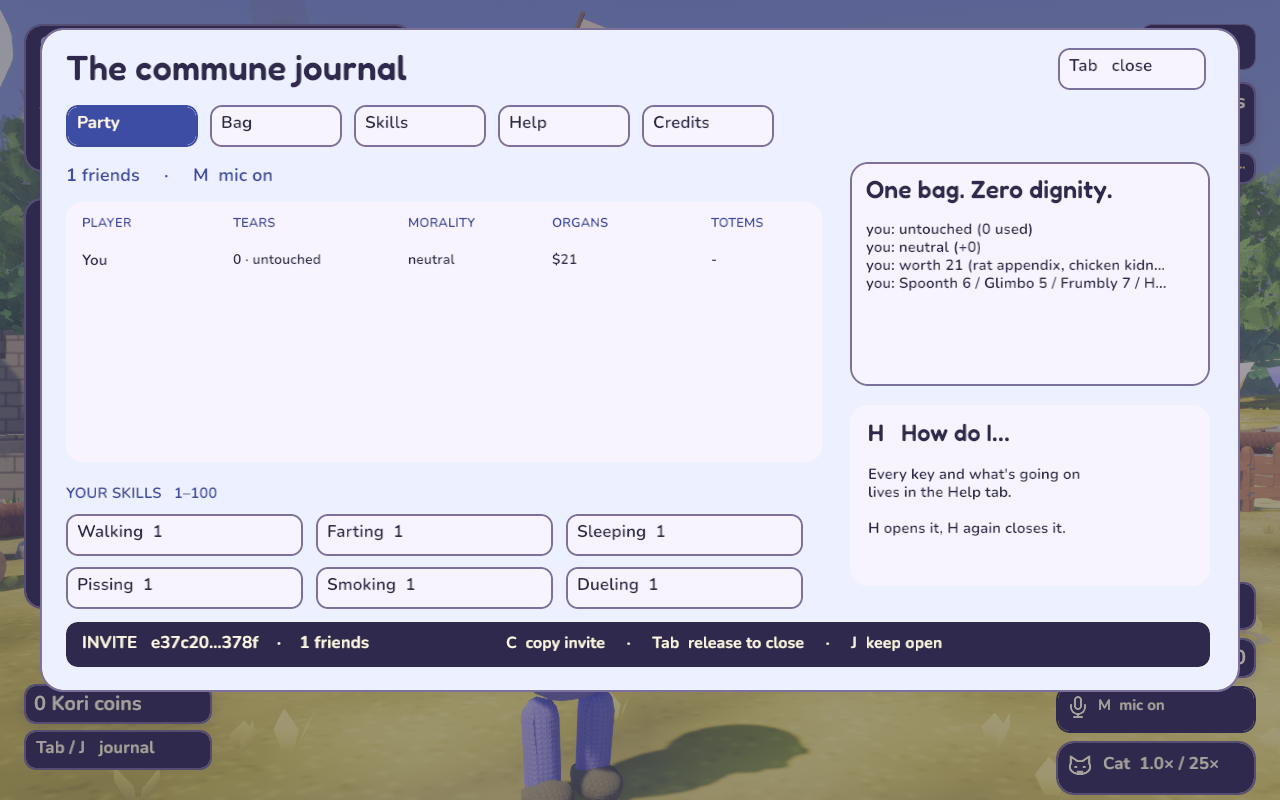 The commune journal
Tab close
Party
Bag
Skills
Help
Credits
1 friends · M mic on
PLAYER TEARS MORALITY ORGANS TOTEMS
You 0 · untouched neutral $21 -
One bag. Zero dignity.
you: untouched (0 used)
you: neutral (+0)
you: worth 21 (rat appendix, chicken kidn...
you: Spoonth 6 / Glimbo 5 / Frumbly 7 / H...
H How do I...
Every key and what's going on
lives in the Help tab.
H opens it, H again closes it.
YOUR SKILLS 1–100
Walking 1
Farting 1
Sleeping 1
Pissing 1
Smoking 1
Dueling 1
INVITE e37c20...378f · 1 friends C copy invite · Tab release to close · J keep open
0 Kori coins
Tab / J journal
M mic on
Cat 1.0× / 25×